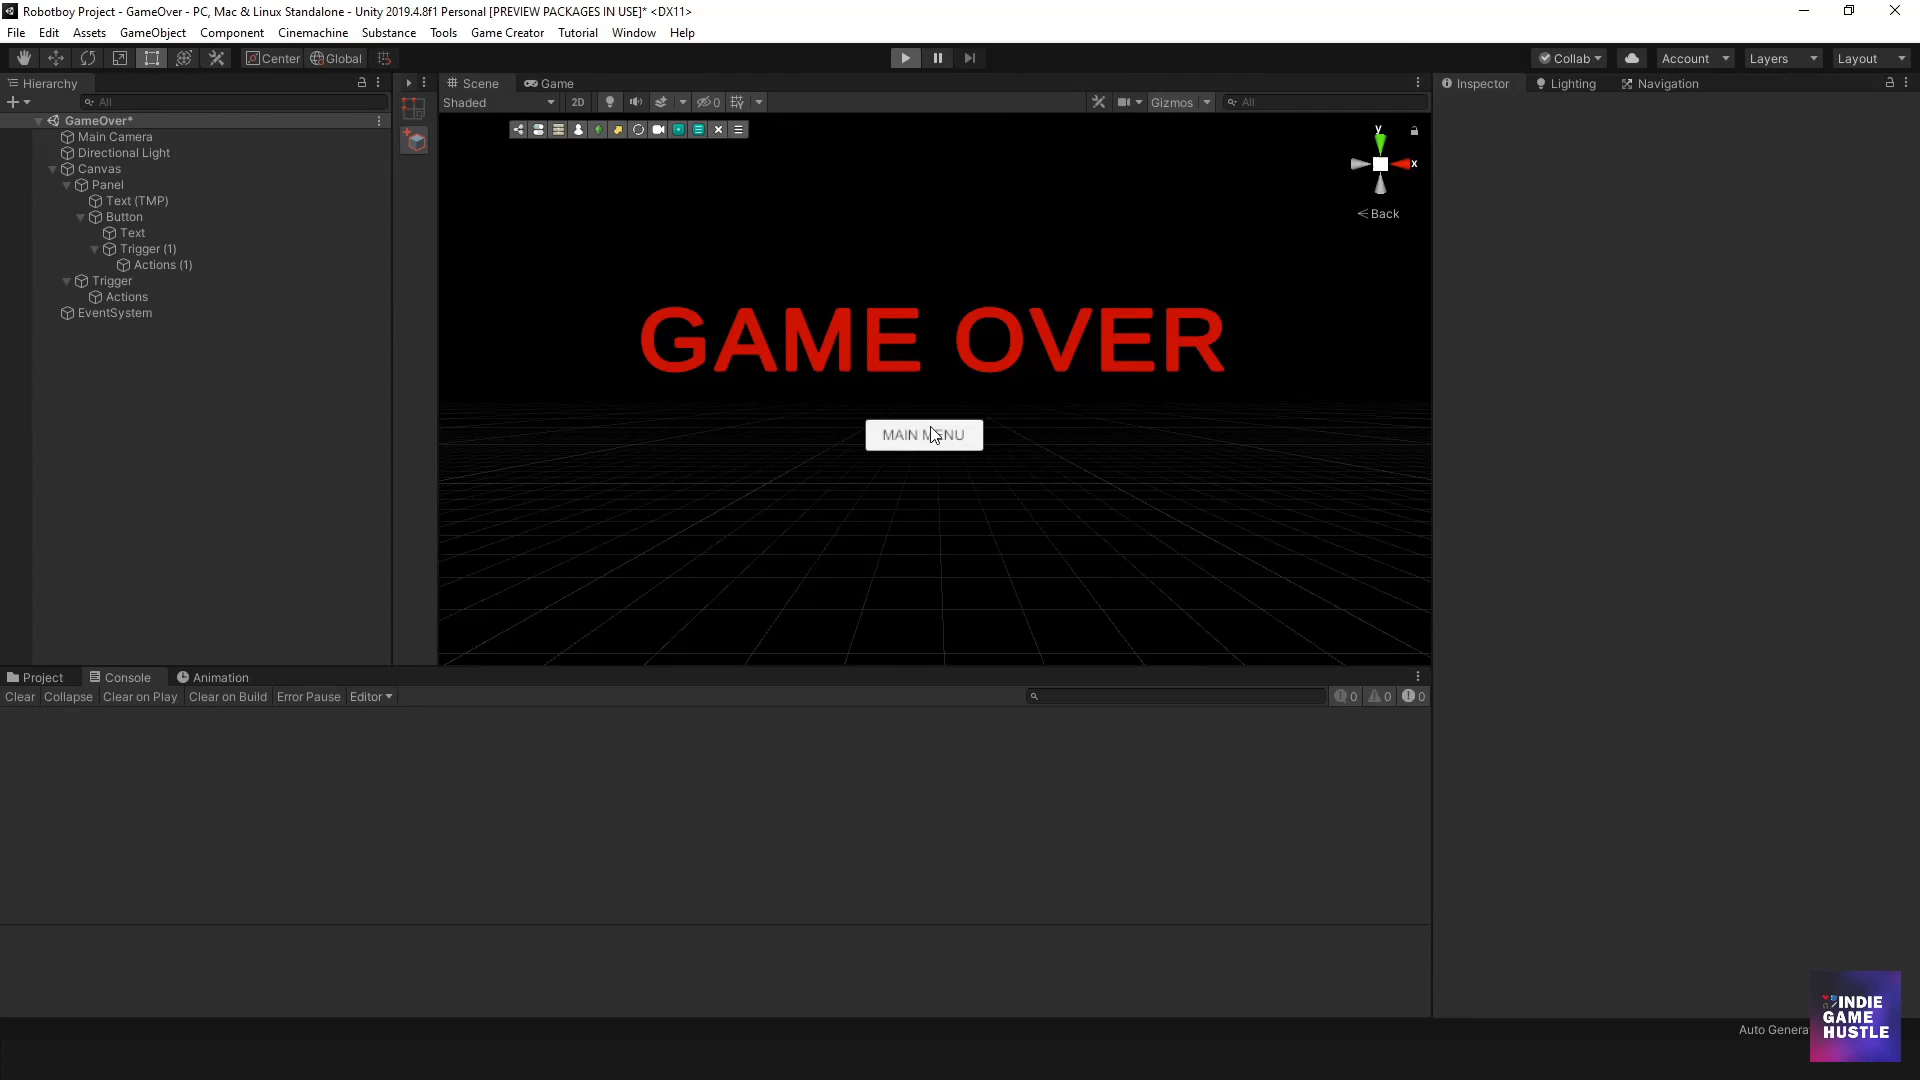 Robotboy Project - GameOver - PC, Mac & Linux Standalone - Unity 2019.4.8f1 Personal [PREVIEW PACKAGES IN USE]* <DX11>
File Edit Assets GameObject Component Cinemachine Substance Tools Game Creator Tutorial Window Help
Center Global Collab Account Layers Layout
Hierarchy
All
GameOver*
Main Camera
Directional Light
Canvas
Panel
Text (TMP)
Button
Text
Trigger (1)
Actions (1)
Trigger
Actions
EventSystem
Scene Game
Shaded 2D 0 Gizmos All
y
x
Back
GAME OVER
MAIN MENU
Inspector Lighting Navigation
Project Console Animation
Clear Collapse Clear on Play Clear on Build Error Pause Editor 0 0 0
Auto Genera
INDIE
GAME
HUSTLE